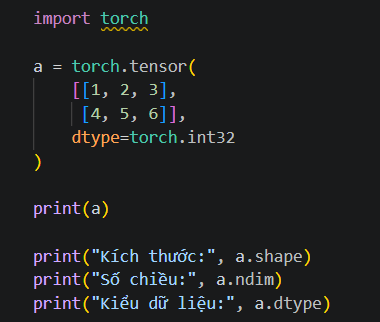 import torch
a = torch.tensor(
[[1, 2, 3],
[4, 5, 6]],
dtype=torch.int32
)
print(a)
print("Kích thước:", a.shape)
print("Số chiều:", a.ndim)
print("Kiểu dữ liệu:", a.dtype)